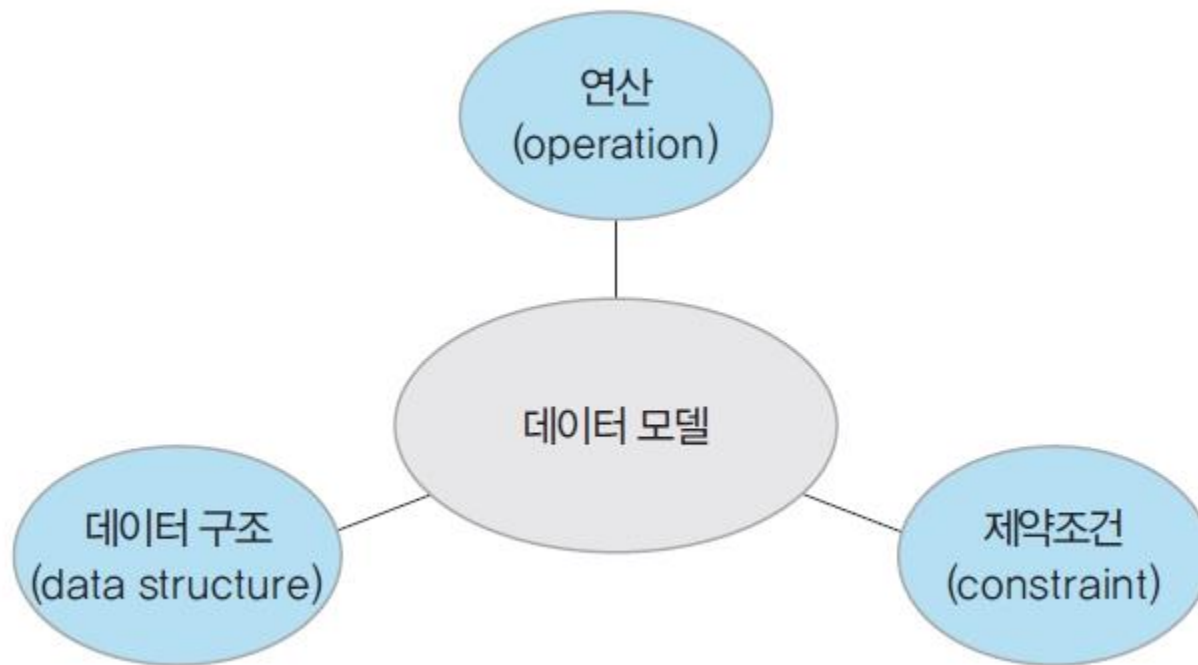 연산
(operation)
데이터 모델
데이터 구조
(data structure)
제약조건
(constraint)